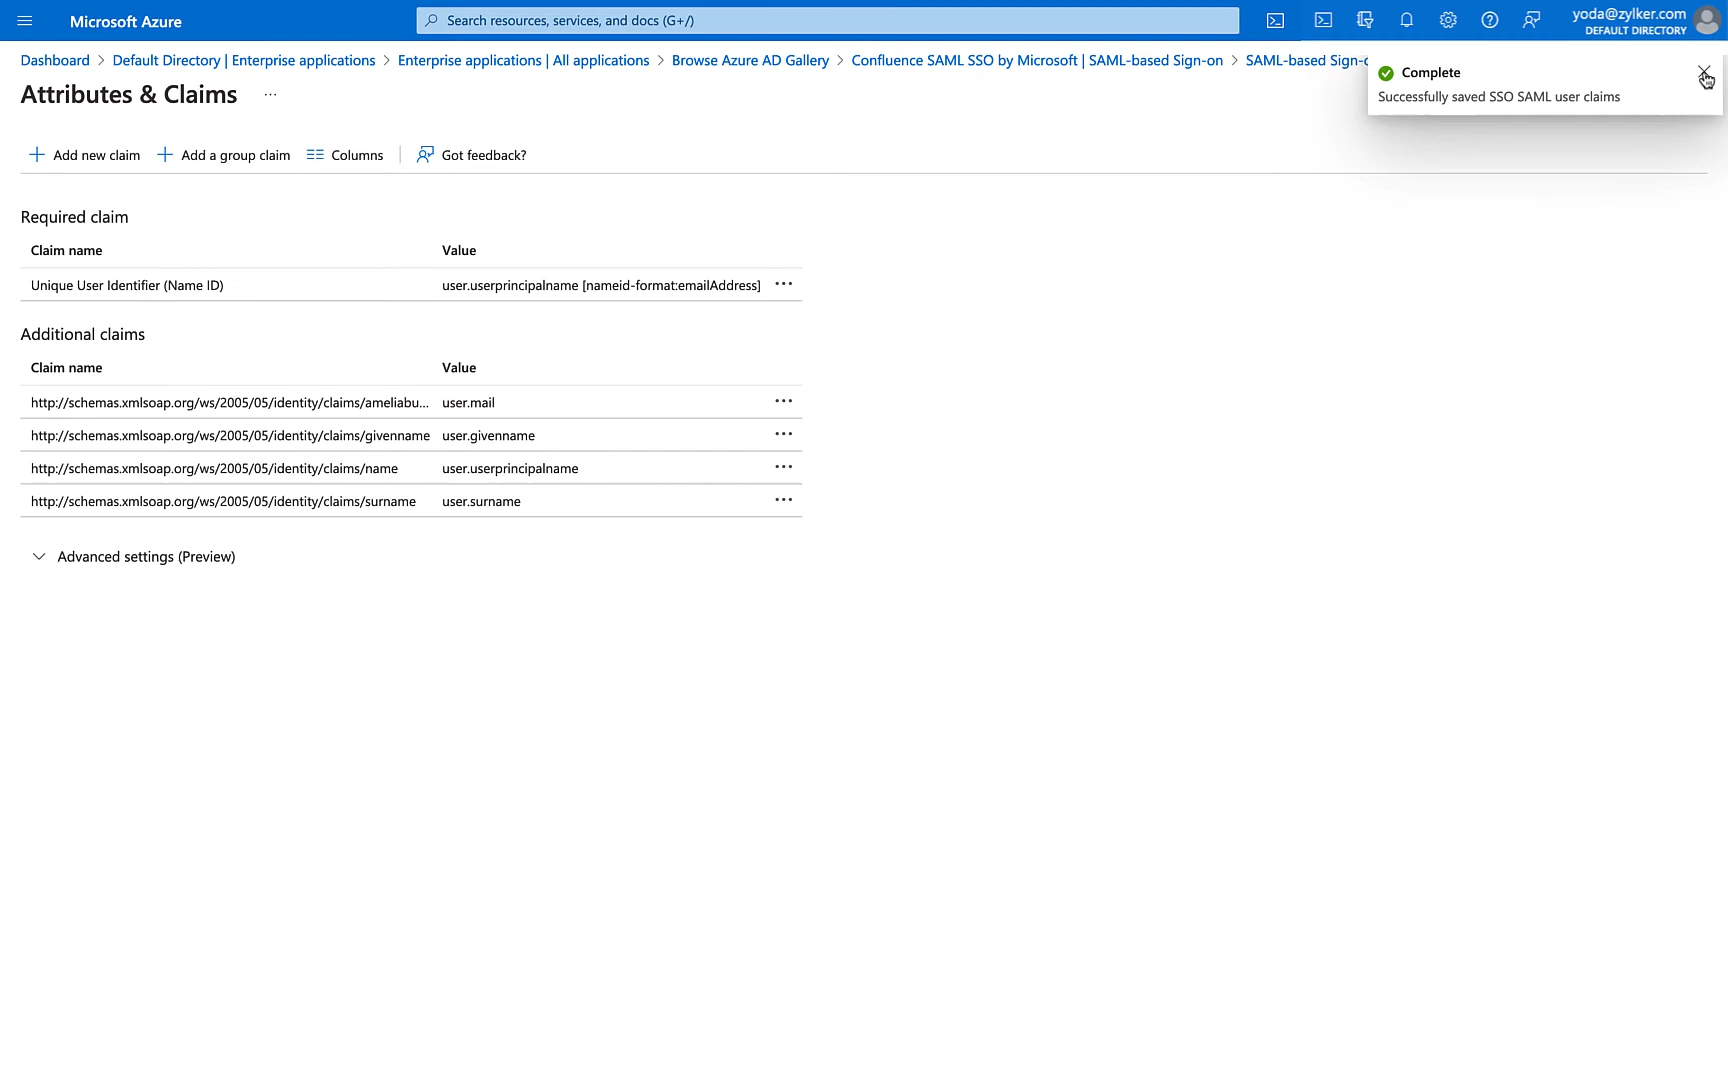 Microsoft Azure
Search resources, services, and docs (G+/)
yoda@zylker.com
DEFAULT DIRECTORY
Dashboard > Default Directory | Enterprise applications > Enterprise applications | All applications > Browse Azure AD Gallery > Confluence SAML SSO by Microsoft | SAML-based Sign-on > SAML-based Sign-o
Complete
Successfully saved SSO SAML user claims
Attributes & Claims ...
Add new claim Add a group claim Columns Got feedback?
Required claim
Claim name Value
Unique User Identifier (Name ID) user.userprincipalname [nameid-format:emailAddress] ...
Additional claims
Claim name Value
http://schemas.xmlsoap.org/ws/2005/05/identity/claims/ameliabu... user.mail ...
http://schemas.xmlsoap.org/ws/2005/05/identity/claims/givenname user.givenname ...
http://schemas.xmlsoap.org/ws/2005/05/identity/claims/name user.userprincipalname ...
http://schemas.xmlsoap.org/ws/2005/05/identity/claims/surname user.surname ...
Advanced settings (Preview)